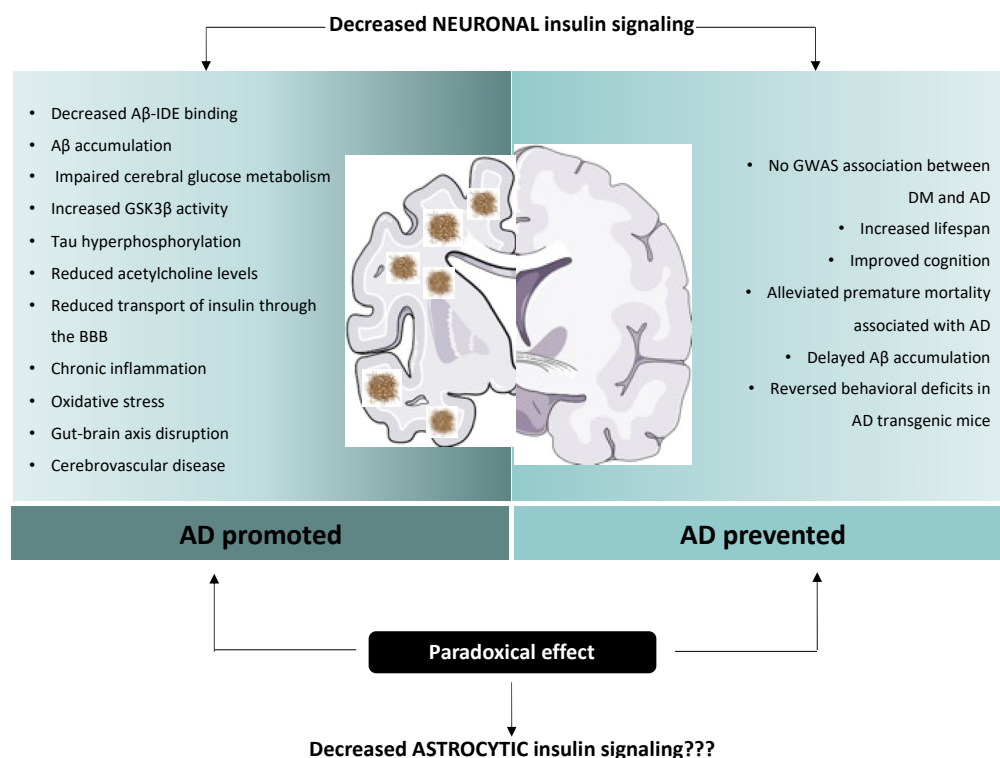 Decreased NEURONAL insulin signaling
• Decreased Aβ-IDE binding
• Aβ accumulation
• Impaired cerebral glucose metabolism
• Increased GSK3β activity
• Tau hyperphosphorylation
• Reduced acetylcholine levels
• Reduced transport of insulin through
the BBB
• Chronic inflammation
• Oxidative stress
• Gut-brain axis disruption
• Cerebrovascular disease
• No GWAS association between
DM and AD
• Increased lifespan
• Improved cognition
• Alleviated premature mortality
associated with AD
• Delayed Aβ accumulation
• Reversed behavioral deficits in
AD transgenic mice
AD promoted
AD prevented
Paradoxical effect
Decreased ASTROCYTIC insulin signaling???